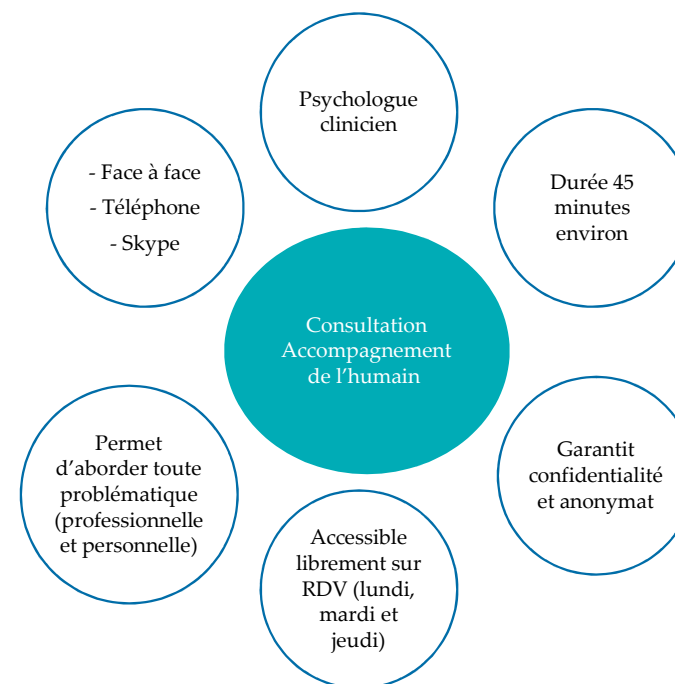 Psychologue
clinicien
- Face à face
- Téléphone
- Skype
Durée 45
minutes
environ
Consultation
Accompagnement
de l’humain
Permet
d’aborder toute
problématique
(professionnelle
et personnelle)
Garantit
confidentialité
et anonymat
Accessible
librement sur
RDV (lundi,
mardi et
jeudi)